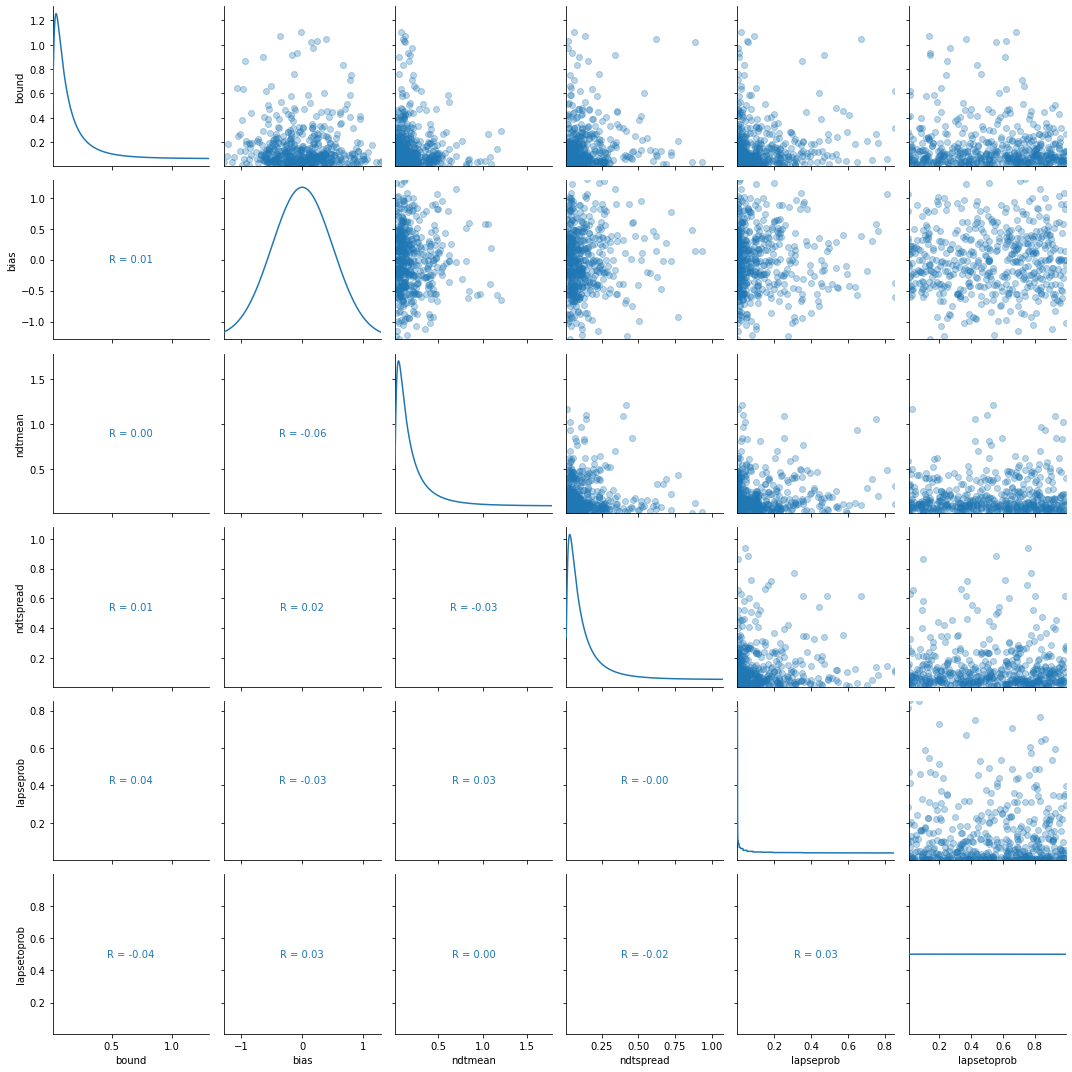 1.2
1.0
0.8
0.6
0.4
0.2
bound
1.0
0.5
0.0
−0.5
−1.0
bias
R = 0.01
1.5
1.0
0.5
ndtmean
R = 0.00
R = -0.06
1.0
0.8
0.6
0.4
0.2
ndtspread
R = 0.01
R = 0.02
R = -0.03
0.8
0.6
0.4
0.2
lapseprob
R = 0.04
R = -0.03
R = 0.03
R = -0.00
0.8
0.6
0.4
0.2
lapsetoprob
R = -0.04
R = 0.03
R = 0.00
R = -0.02
R = 0.03
0.5 1.0
−1 0 1
0.5 1.0 1.5
0.25 0.50 0.75 1.00
0.2 0.4 0.6 0.8
0.2 0.4 0.6 0.8
bound
bias
ndtmean
ndtspread
lapseprob
lapsetoprob